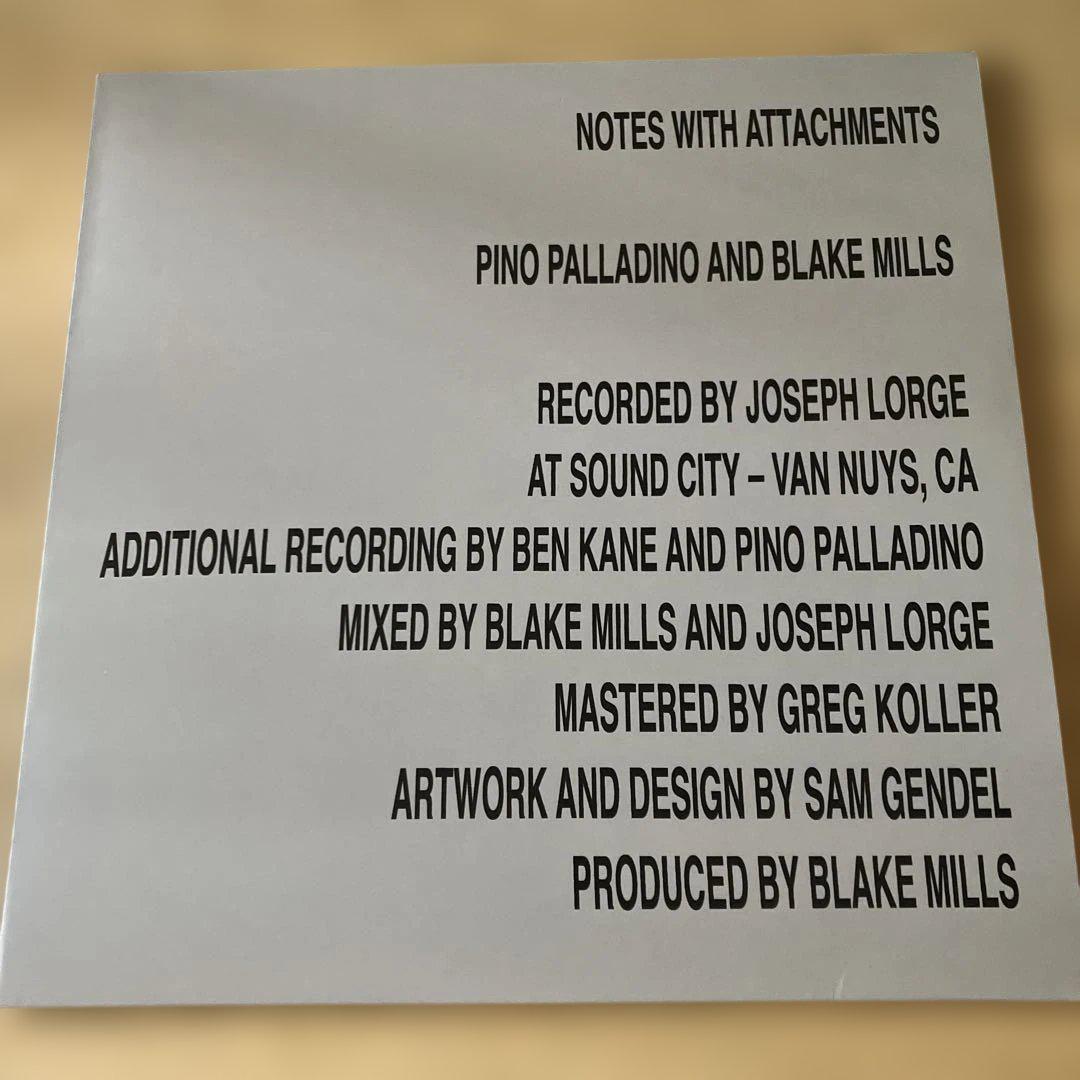 NOTES WITH ATTACHMENTS
PINO PALLADINO AND BLAKE MILLS
RECORDED BY JOSEPH LORGE
AT SOUND CITY – VAN NUYS, CA
ADDITIONAL RECORDING BY BEN KANE AND PINO PALLADINO
MIXED BY BLAKE MILLS AND JOSEPH LORGE
MASTERED BY GREG KOLLER
ARTWORK AND DESIGN BY SAM GENDEL
PRODUCED BY BLAKE MILLS